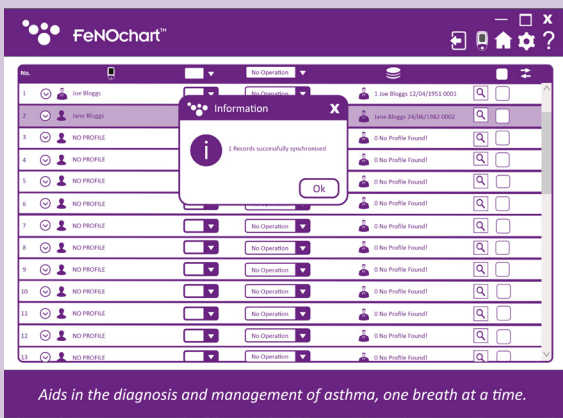 FeNOchart™
No.
No Operation
1 Joe Bloggs No Operation 1 Joe Bloggs 12/04/1951 0001
2 Jane Bloggs Jane Bloggs 24/06/1982 0002
Information X
1 Records successfully synchronised
Ok
3 NO PROFILE 0 No Profile Found!
4 NO PROFILE 0 No Profile Found!
5 NO PROFILE 0 No Profile Found!
6 NO PROFILE No Operation 0 No Profile Found!
7 NO PROFILE No Operation 0 No Profile Found!
8 NO PROFILE No Operation 0 No Profile Found!
9 NO PROFILE No Operation 0 No Profile Found!
10 NO PROFILE No Operation 0 No Profile Found!
11 NO PROFILE No Operation 0 No Profile Found!
12 NO PROFILE No Operation 0 No Profile Found!
13 NO PROFILE No Operation 0 No Profile Found!
Aids in the diagnosis and management of asthma, one breath at a time.